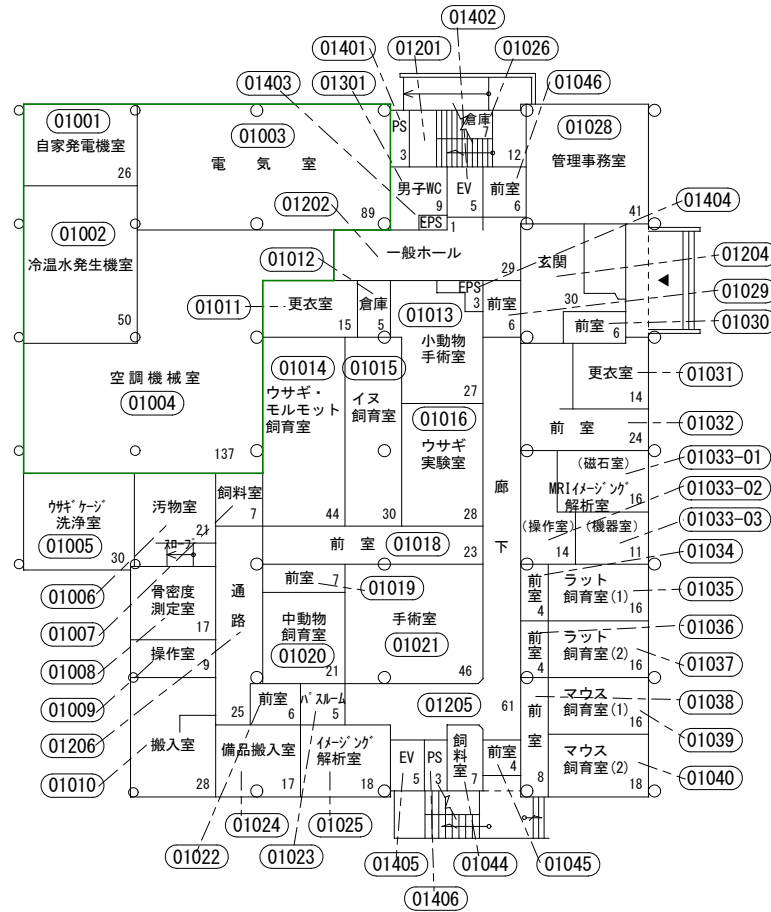 01402
01401
01201
01026
01301
01046
01403
01001
自家発電機室
26
01003
電気室
89
PS
3
倉庫
7
12
01028
管理事務室
41
男子WC
9
EV
5
前室
6
EPS
1
01202
一般ホール
29
01404
01002
冷温水発生機室
50
01012
01011
更衣室
15
倉庫
5
EPS
3
01013
小動物
手術室
27
前室
6
玄関
30
01204
01029
前室
6
01030
空調機械室
01004
137
01014
ウサギ・
モルモット
飼育室
44
01015
イヌ
飼育室
30
01016
ウサギ
実験室
28
更衣室
14
01031
前室
24
01032
(磁石室)
01033-01
MRIイメージング
解析室
16
01033-02
(操作室)
14
(機器室)
11
01033-03
廊下
ウサギケージ
洗浄室
01005
30
汚物室
21
スロープ
飼料室
7
前室
01018
23
01034
01006
01007
01008
01009
01206
01010
骨密度
測定室
17
操作室
9
通路
25
前室
7
01019
中動物
飼育室
01020
21
手術室
01021
46
前室
4
ラット
飼育室(1)
16
01035
01036
前室
4
ラット
飼育室(2)
16
01037
01038
マウス
飼育室(1)
16
01039
前室
8
マウス
飼育室(2)
18
01040
搬入室
28
前室
6
パスルーム
5
01205
61
備品搬入室
17
イメージング
解析室
18
EV
5
PS
3
飼料室
7
前室
4
01024
01025
01022
01023
01405
01406
01044
01045